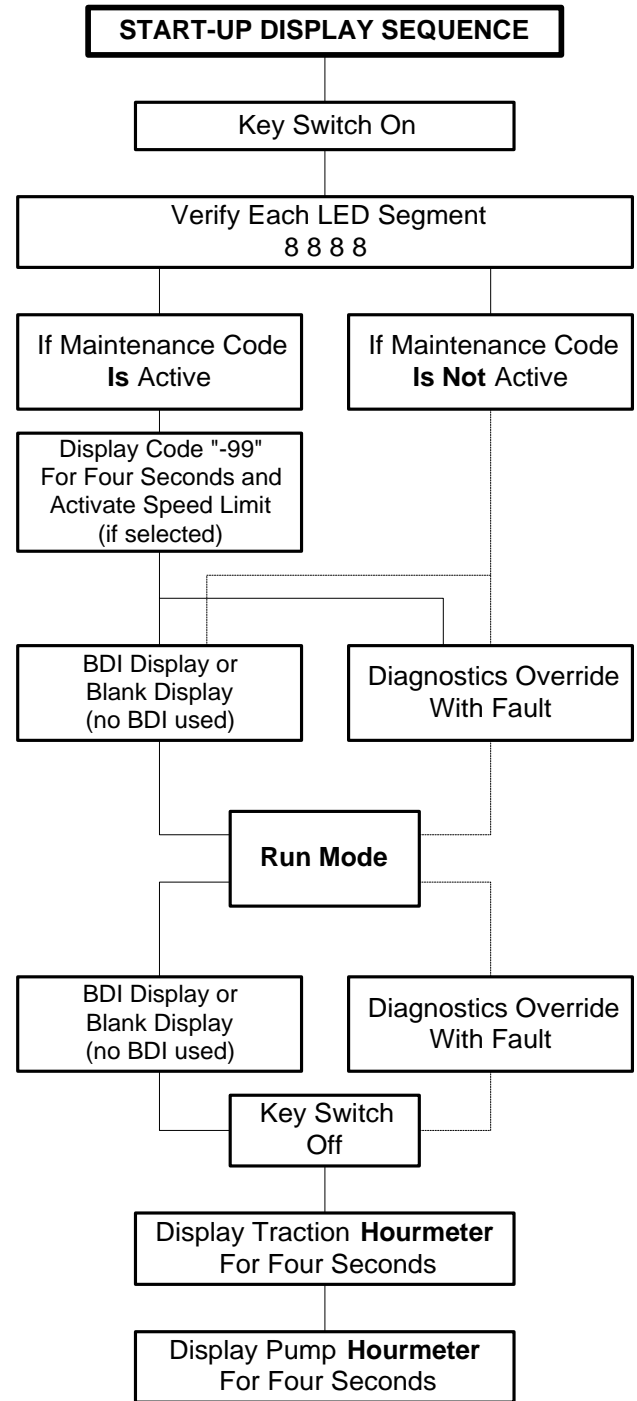 START-UP DISPLAY SEQUENCE
Key Switch On
Verify Each LED Segment
8 8 8 8
If Maintenance Code
Is Active
If Maintenance Code
Is Not Active
Display Code "-99"
For Four Seconds and
Activate Speed Limit
(if selected)
BDI Display or
Blank Display
(no BDI used)
Diagnostics Override
With Fault
Run Mode
BDI Display or
Blank Display
(no BDI used)
Diagnostics Override
With Fault
Key Switch
Off
Display Traction Hourmeter
For Four Seconds
Display Pump Hourmeter
For Four Seconds